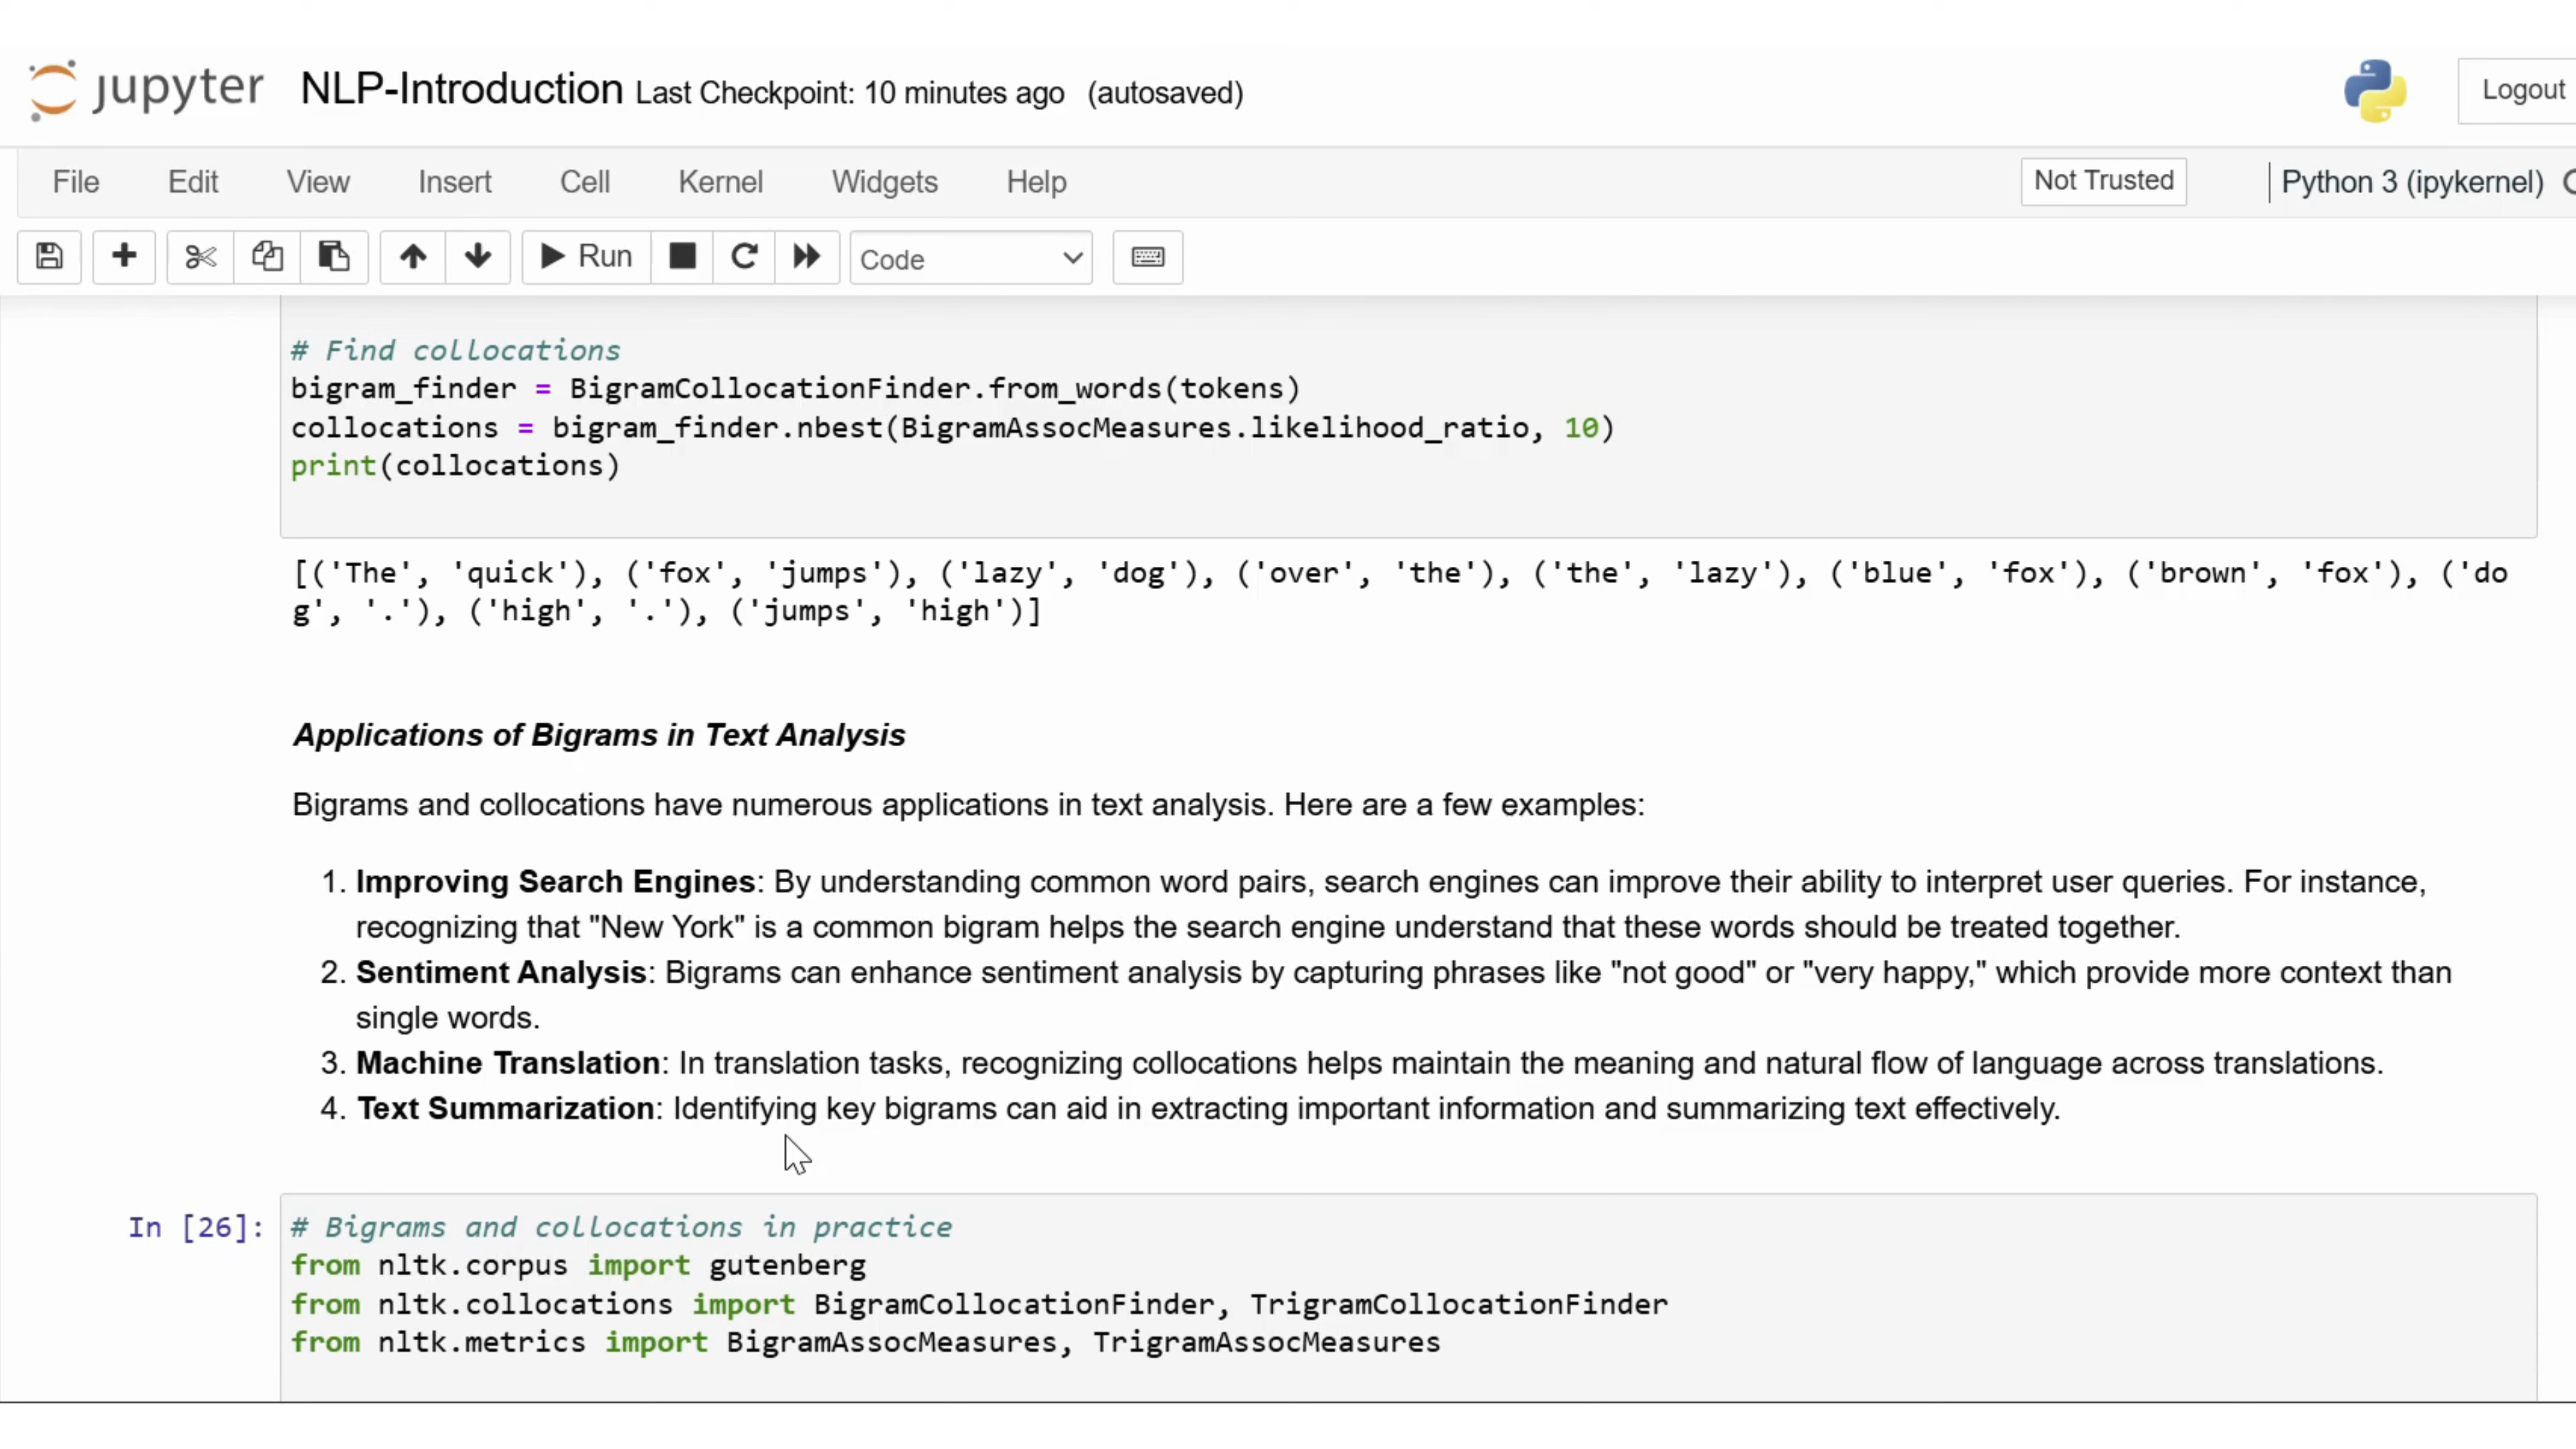 jupyter NLP-Introduction Last Checkpoint: 10 minutes ago (autosaved) Logout
File Edit View Insert Cell Kernel Widgets Help Not Trusted Python 3 (ipykernel)
Run Code
# Find collocations
bigram_finder = BigramCollocationFinder.from_words(tokens)
collocations = bigram_finder.nbest(BigramAssocMeasures.likelihood_ratio, 10)
print(collocations)
[('The', 'quick'), ('fox', 'jumps'), ('lazy', 'dog'), ('over', 'the'), ('the', 'lazy'), ('blue', 'fox'), ('brown', 'fox'), ('do
g', '.'), ('high', '.'), ('jumps', 'high')]
Applications of Bigrams in Text Analysis
Bigrams and collocations have numerous applications in text analysis. Here are a few examples:
1. Improving Search Engines: By understanding common word pairs, search engines can improve their ability to interpret user queries. For instance,
recognizing that "New York" is a common bigram helps the search engine understand that these words should be treated together.
2. Sentiment Analysis: Bigrams can enhance sentiment analysis by capturing phrases like "not good" or "very happy," which provide more context than
single words.
3. Machine Translation: In translation tasks, recognizing collocations helps maintain the meaning and natural flow of language across translations.
4. Text Summarization: Identifying key bigrams can aid in extracting important information and summarizing text effectively.
In [26]: # Bigrams and collocations in practice
from nltk.corpus import gutenberg
from nltk.collocations import BigramCollocationFinder, TrigramCollocationFinder
from nltk.metrics import BigramAssocMeasures, TrigramAssocMeasures